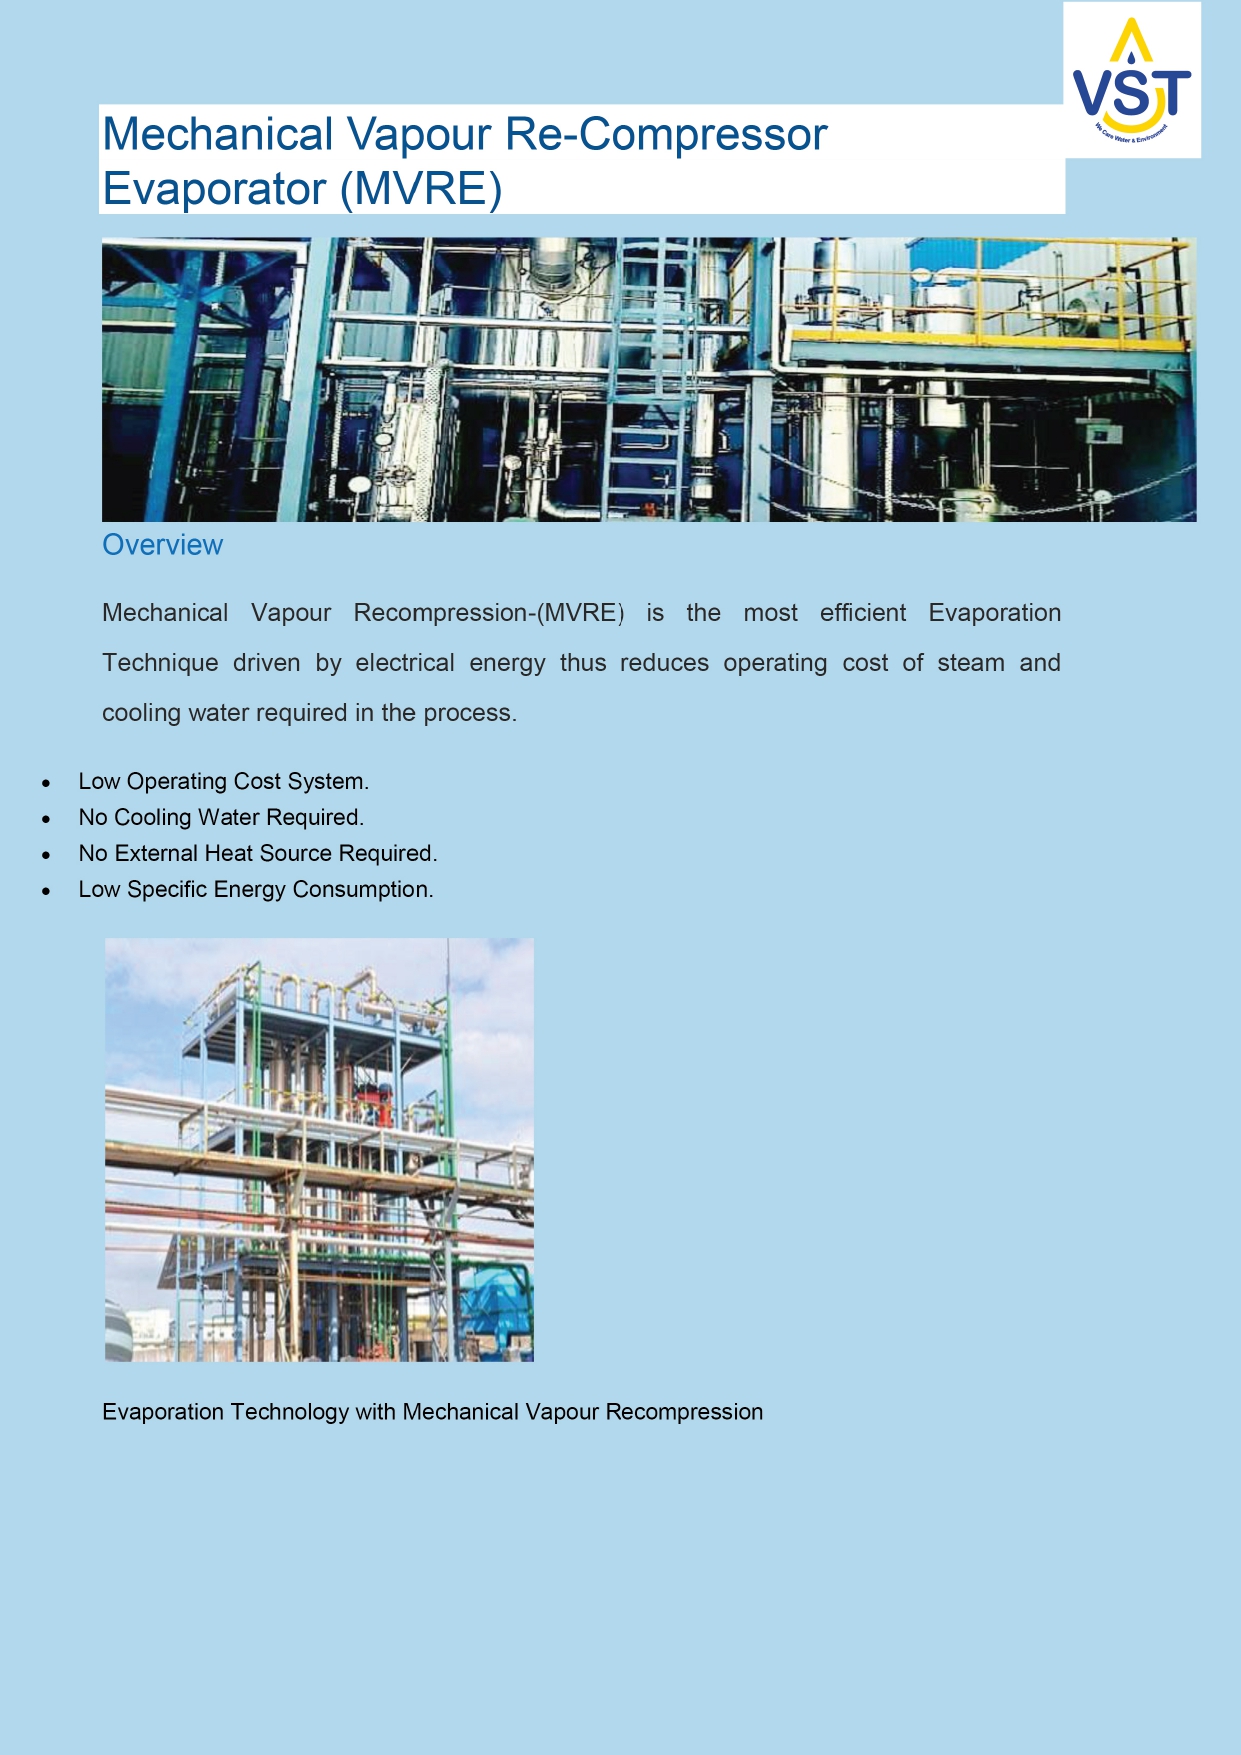 VST
We Care Water & Environment
Mechanical Vapour Re-Compressor
Evaporator (MVRE)
Overview
Mechanical Vapour Recompression-(MVRE) is the most efficient Evaporation
Technique driven by electrical energy thus reduces operating cost of steam and
cooling water required in the process.
• Low Operating Cost System.
• No Cooling Water Required.
• No External Heat Source Required.
• Low Specific Energy Consumption.
Evaporation Technology with Mechanical Vapour Recompression